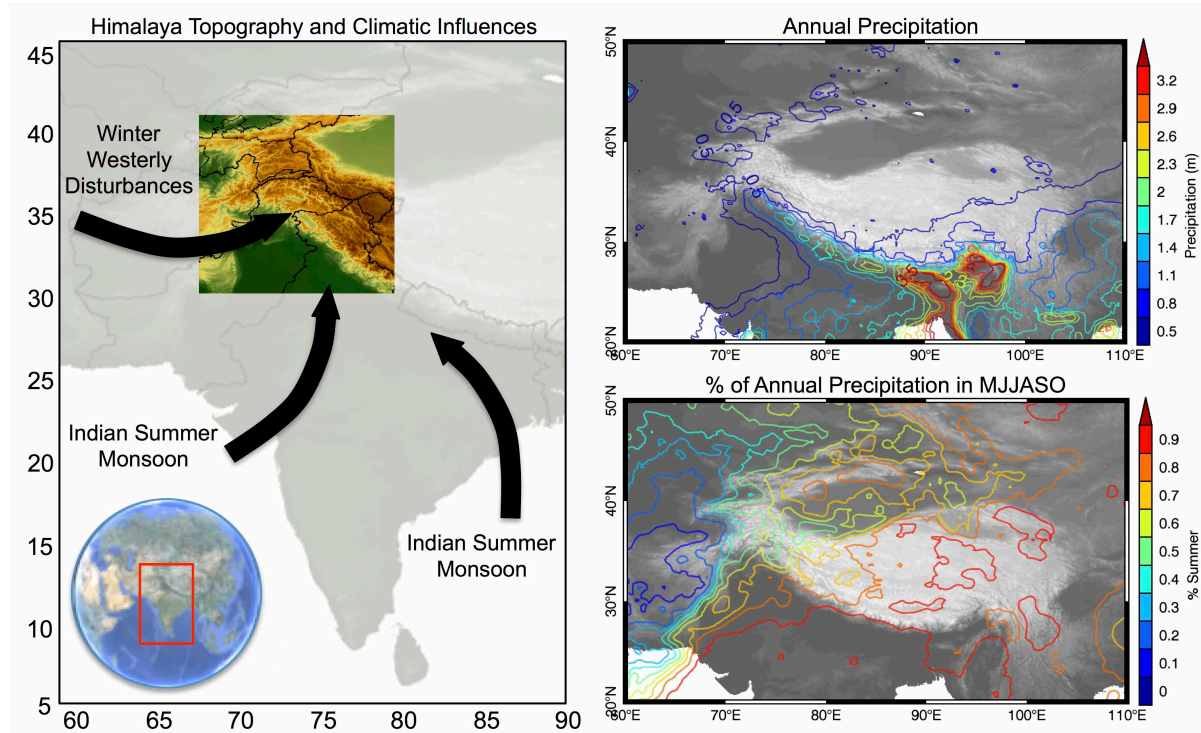 Himalaya Topography and Climatic Influences
45
40
35
30
25
20
15
10
5
60
65
70
75
80
85
90
Winter
Westerly
Disturbances
Indian Summer
Monsoon
Indian Summer
Monsoon
Annual Precipitation
50°N
40°N
30°N
20°N
60°E
70°E
80°E
90°E
100°E
110°E
0.5
3.2
2.9
2.6
2.3
2
1.7
1.4
1.1
0.8
0.5
Precipitation (m)
% of Annual Precipitation in MJJASO
50°N
40°N
30°N
20°N
60°E
70°E
80°E
90°E
100°E
110°E
0.9
0.8
0.7
0.6
0.5
0.4
0.3
0.2
0.1
0
% Summer